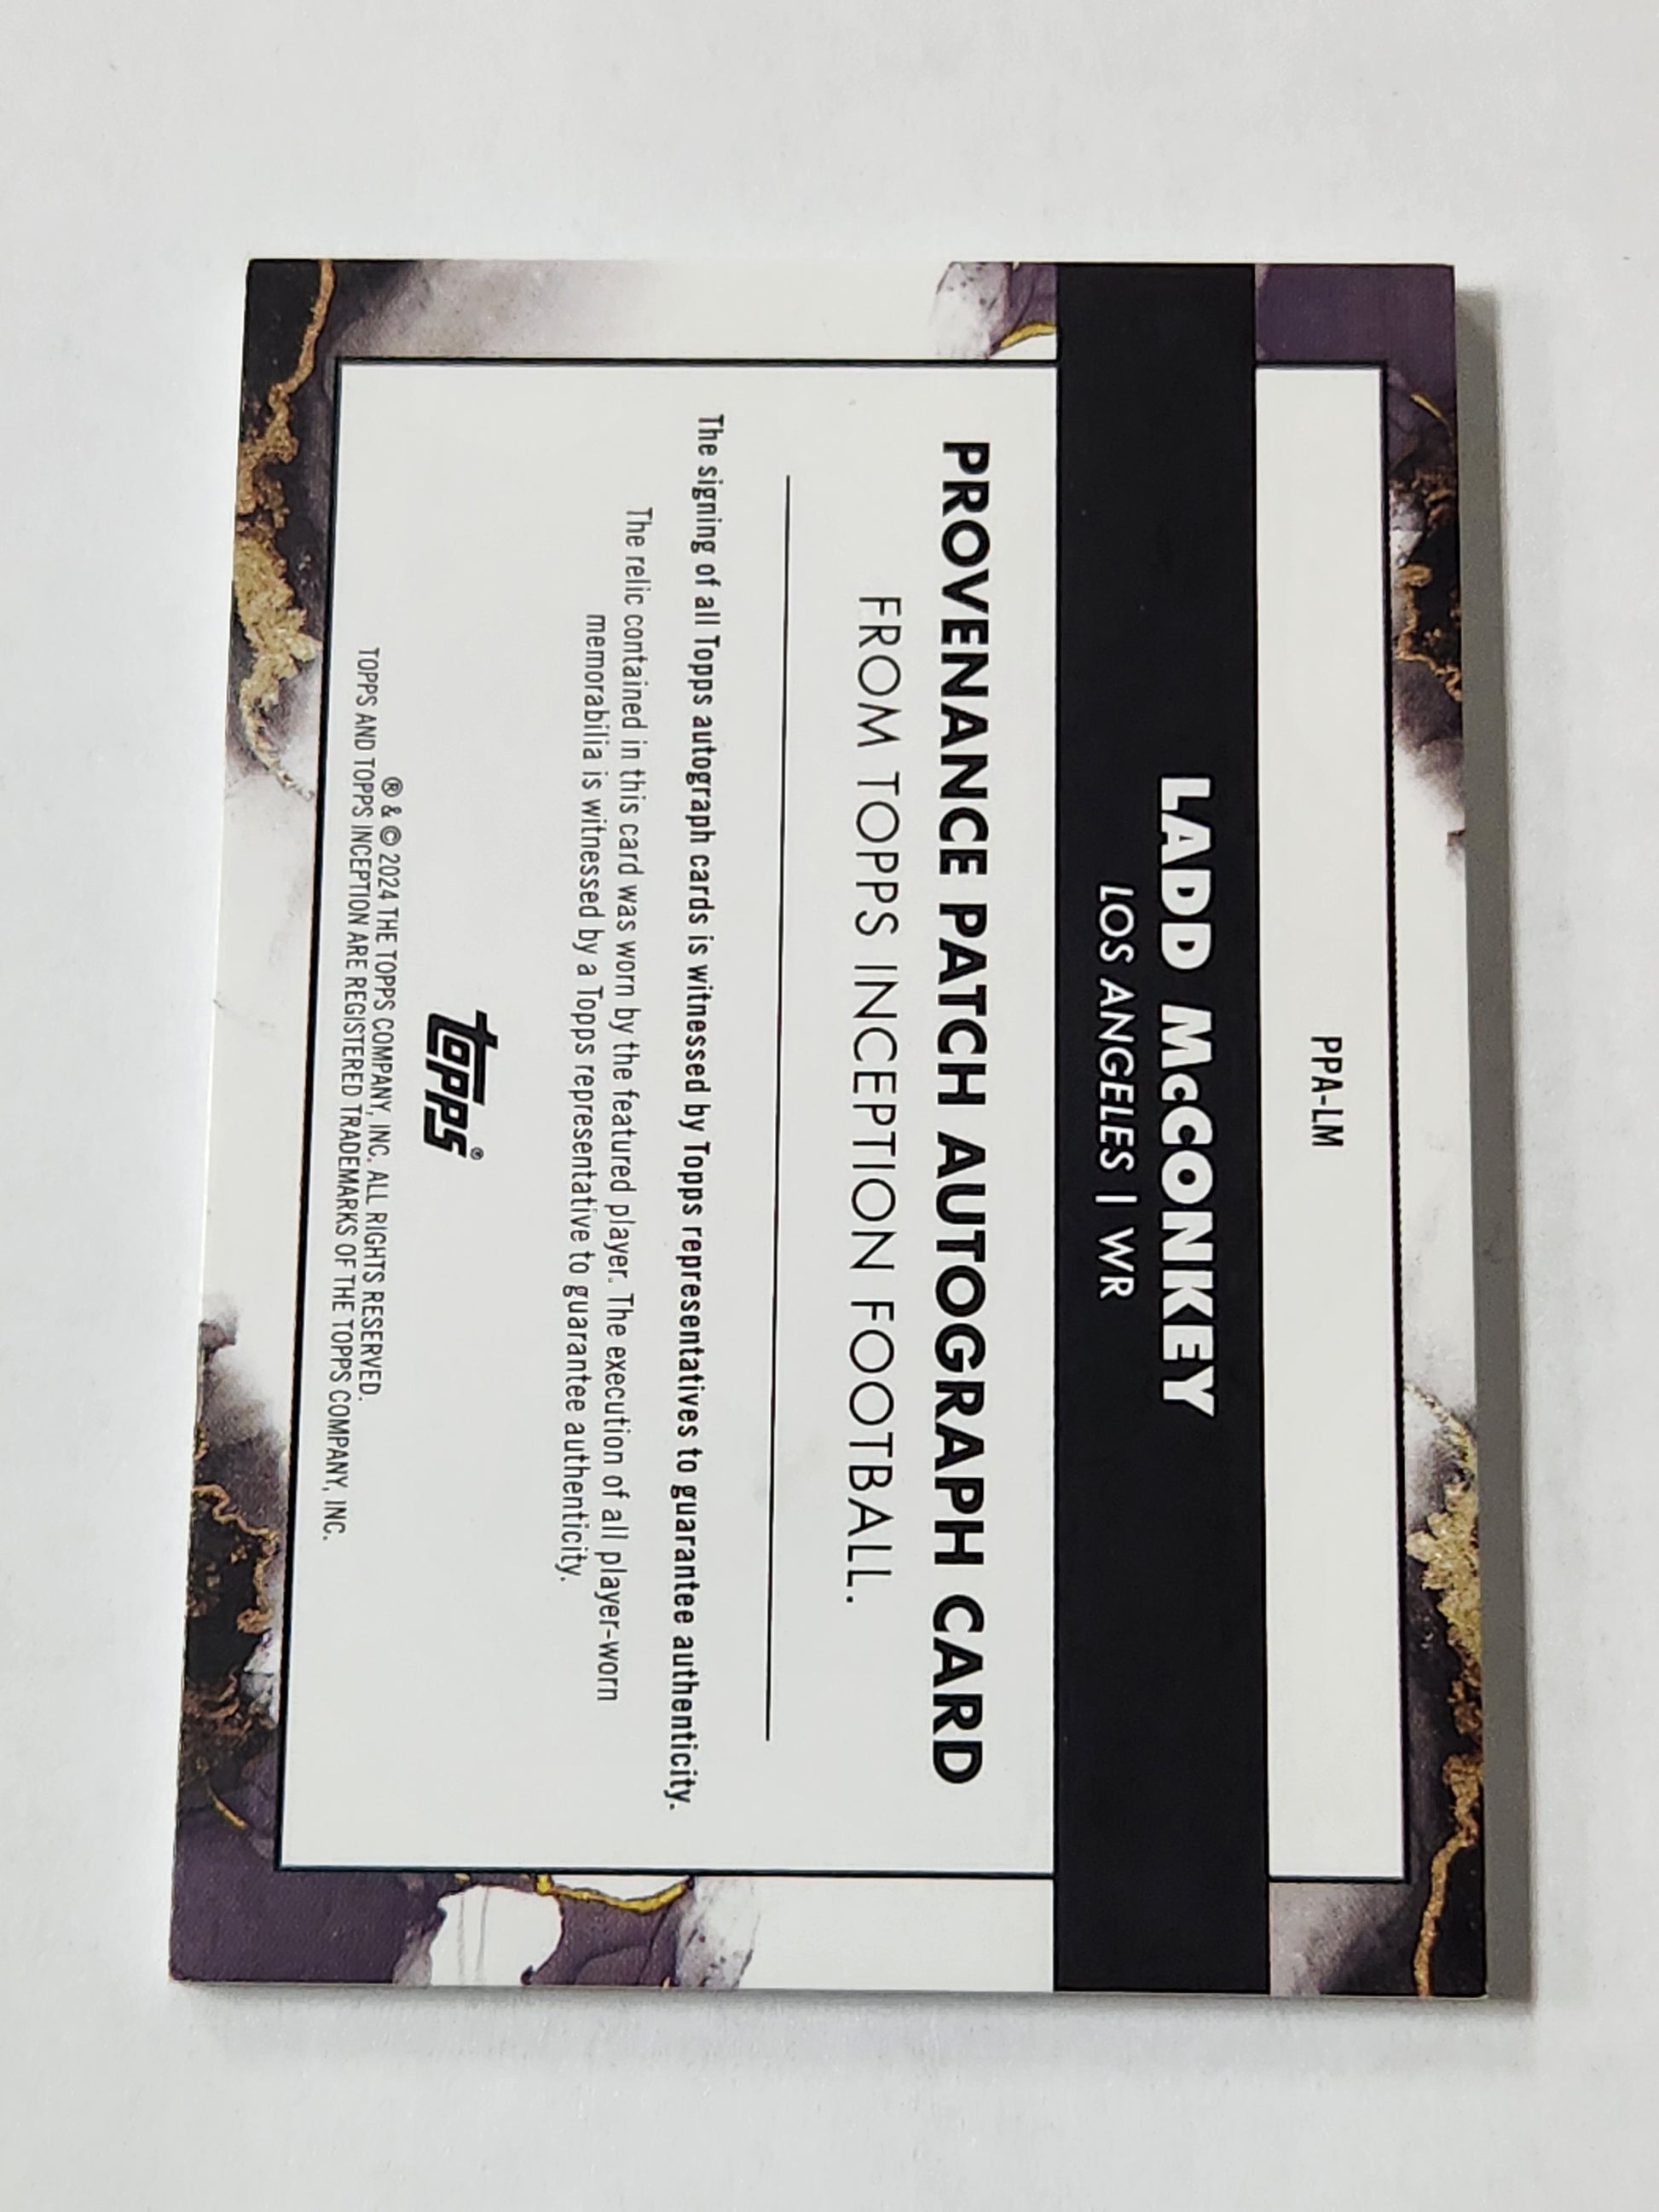 PPA-LM
LADD McCONKEY
LOS ANGELES | WR
PROVENANCE PATCH AUTOGRAPH CARD
FROM TOPPS INCEPTION FOOTBALL.
The signing of all Topps autograph cards is witnessed by Topps representatives to guarantee authenticity.
The relic contained in this card was worn by the featured player. The execution of all player-worn
memorabilia is witnessed by a Topps representative to guarantee authenticity.
topps®
® & © 2024 THE TOPPS COMPANY, INC. ALL RIGHTS RESERVED.
TOPPS AND TOPPS INCEPTION ARE REGISTERED TRADEMARKS OF THE TOPPS COMPANY, INC.